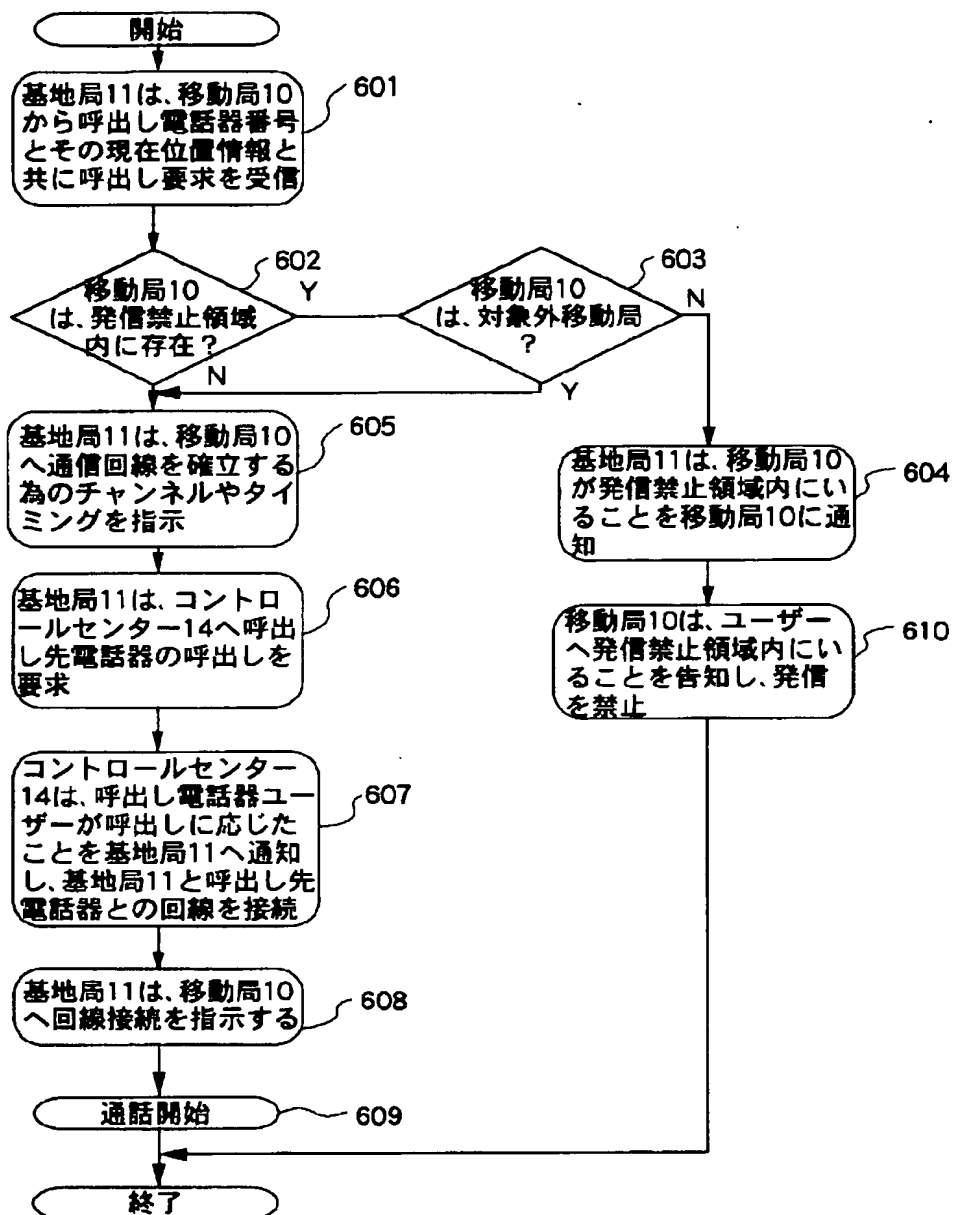 開始
基地局11は、移動局10
から呼出し電話器番号
とその現在位置情報と
共に呼出し要求を受信
601
移動局10
は、発信禁止領域
内に存在？
602
Y
N
移動局10
は、対象外移動局
？
603
N
Y
基地局11は、移動局10
へ通信回線を確立する
為のチャンネルやタイ
ミングを指示
605
基地局11は、移動局10
が発信禁止領域内にい
ることを移動局10に通
知
604
基地局11は、コントロ
ールセンター14へ呼出
し先電話器の呼出しを
要求
606
移動局10は、ユーザー
へ発信禁止領域内にい
ることを告知し、発信
を禁止
610
コントロールセンター
14は、呼出し電話器ユー
ザーが呼出しに応じた
ことを基地局11へ通知
し、基地局11と呼出し先
電話器との回線を接続
607
基地局11は、移動局10
へ回線接続を指示する
608
通話開始
609
終了